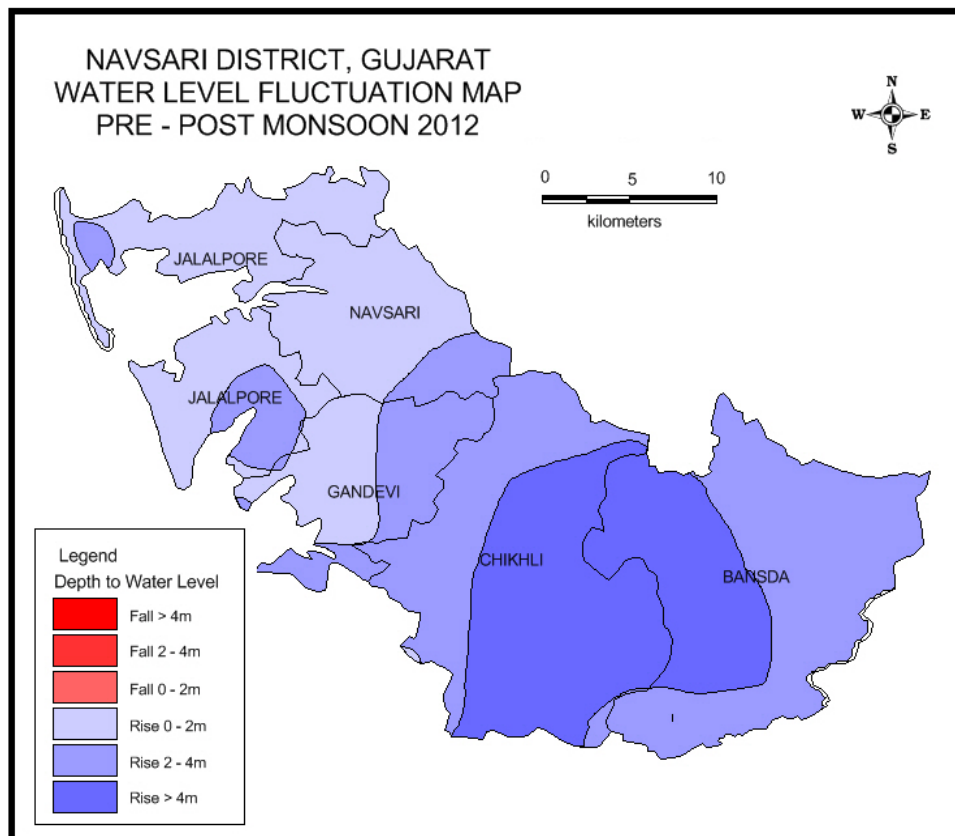 NAVSARI DISTRICT, GUJARAT
WATER LEVEL FLUCTUATION MAP
PRE - POST MONSOON 2012
N
W E
S
0 5 10
kilometers
JALALPORE
NAVSARI
JALALPORE
GANDEVI
CHIKHLI
BANSDA
Legend
Depth to Water Level
Fall > 4m
Fall 2 - 4m
Fall 0 - 2m
Rise 0 - 2m
Rise 2 - 4m
Rise > 4m